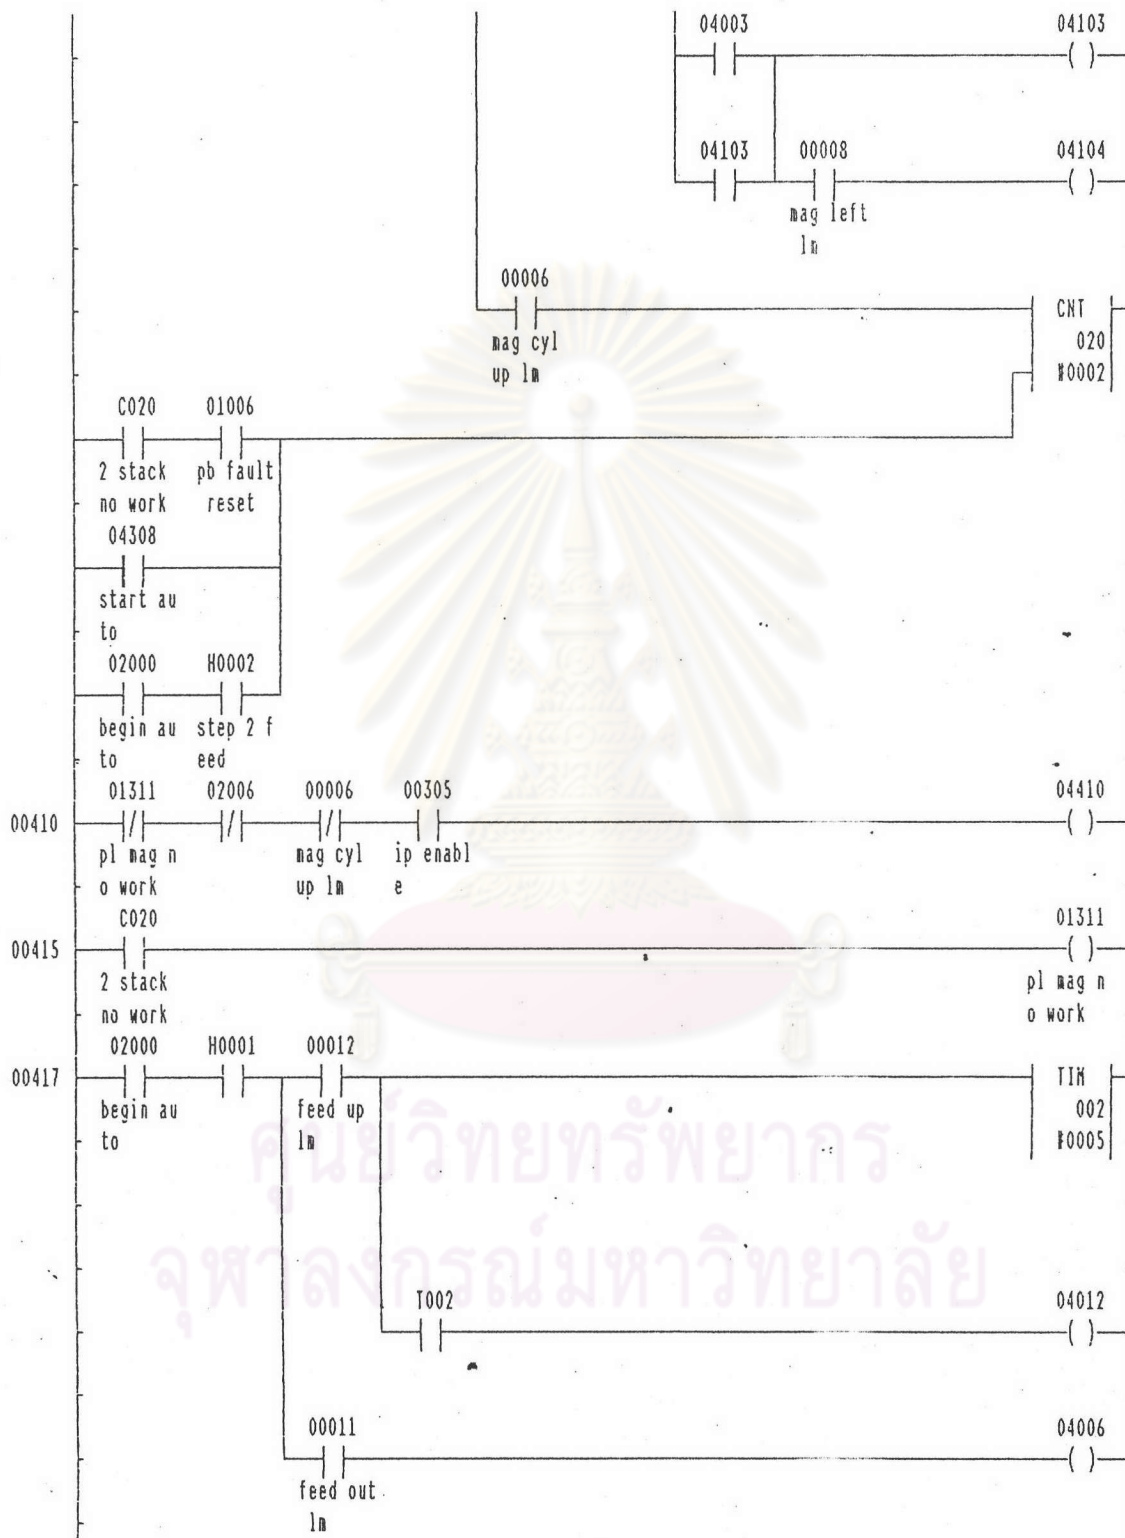 04003 04103
04103 00008 04104
mag left
lm
00006
CNT
mag cyl 020
up lm #0002
C020 01006
2 stack pb fault
no work reset
04308
start au
to
02000 H0002
begin au step 2 f
to eed
01311 02006 00006 00305 04410
00410
pl mag n mag cyl ip enabl
o work up lm e
C020 01311
00415
2 stack pl mag n
no work o work
02000 H0001 00012
00417 TIM
begin au feed up 002
to lm #0005
ศูนย์วิทยทรัพยากร
จุฬาลงกรณ์มหาวิทยาลัย
T002 04012
00011 04006
feed out
lm